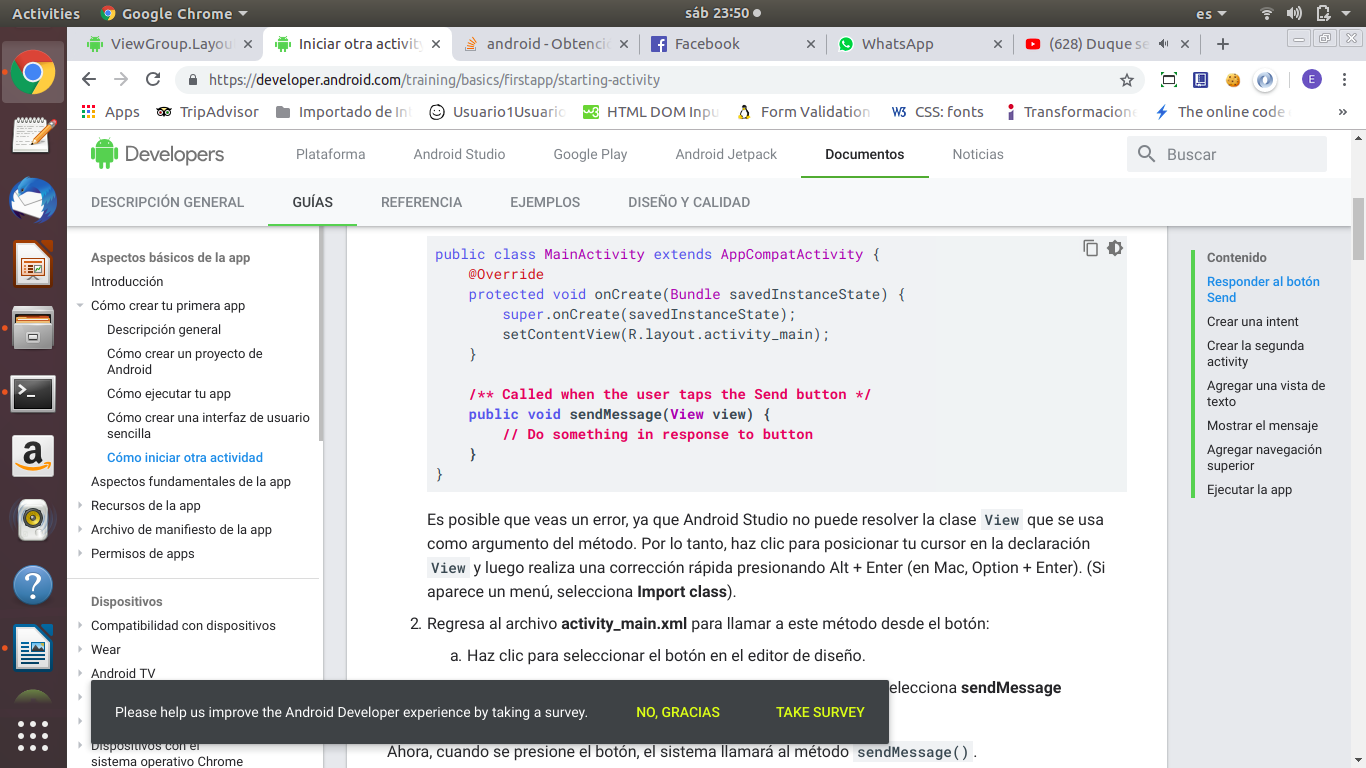 Activities
Google Chrome
sáb 23:50
es
ViewGroup.Layou
Iniciar otra activit
android - Obtenci
Facebook
WhatsApp
(628) Duque se
https://developer.android.com/training/basics/firstapp/starting-activity
E
Apps
TripAdvisor
Importado de In
Usuario1Usuario
HTML DOM Inpu
Form Validation
CSS: fonts
Transformacione
The online code
»
Developers
Plataforma
Android Studio
Google Play
Android Jetpack
Documentos
Noticias
Buscar
DESCRIPCIÓN GENERAL
GUÍAS
REFERENCIA
EJEMPLOS
DISEÑO Y CALIDAD
Aspectos básicos de la app
Introducción
Cómo crear tu primera app
Descripción general
Cómo crear un proyecto de
Android
Cómo ejecutar tu app
Cómo crear una interfaz de usuario
sencilla
Cómo iniciar otra actividad
Aspectos fundamentales de la app
Recursos de la app
Archivo de manifiesto de la app
Permisos de apps
Dispositivos
Compatibilidad con dispositivos
Wear
Android TV
Dispositivos con el
sistema operativo Chrome
public class MainActivity extends AppCompatActivity {
@Override
protected void onCreate(Bundle savedInstanceState) {
super.onCreate(savedInstanceState);
setContentView(R.layout.activity_main);
}
/** Called when the user taps the Send button */
public void sendMessage(View view) {
// Do something in response to button
}
}
Es posible que veas un error, ya que Android Studio no puede resolver la clase View que se usa
como argumento del método. Por lo tanto, haz clic para posicionar tu cursor en la declaración
View y luego realiza una corrección rápida presionando Alt + Enter (en Mac, Option + Enter). (Si
aparece un menú, selecciona Import class).
2. Regresa al archivo activity_main.xml para llamar a este método desde el botón:
a. Haz clic para seleccionar el botón en el editor de diseño.
elecciona sendMessage
Ahora, cuando se presione el botón, el sistema llamará al método sendMessage().
Please help us improve the Android Developer experience by taking a survey.
NO, GRACIAS
TAKE SURVEY
Contenido
Responder al botón
Send
Crear una intent
Crear la segunda
activity
Agregar una vista de
texto
Mostrar el mensaje
Agregar navegación
superior
Ejecutar la app